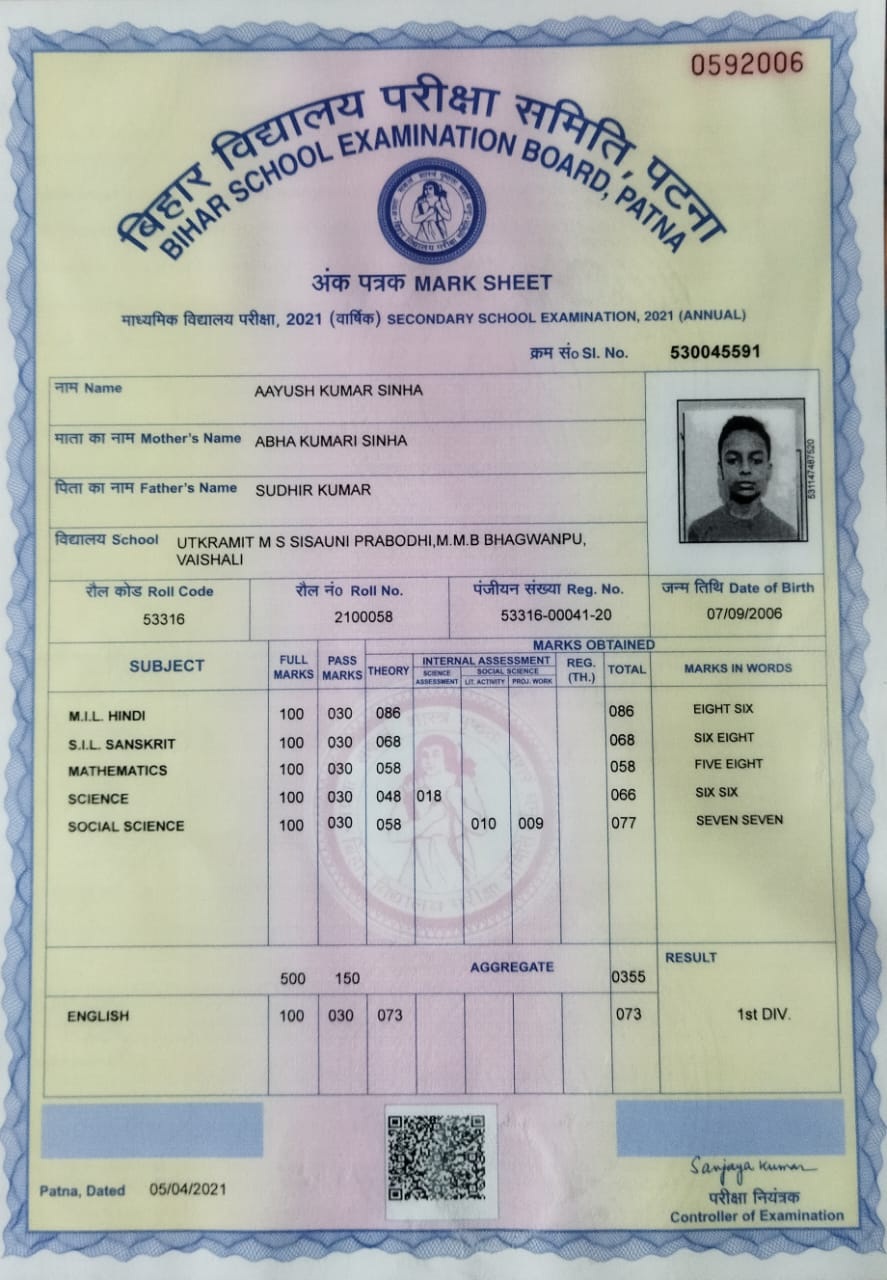 0592006
बिहार विद्यालय परीक्षा समिति, पटना
BIHAR SCHOOL EXAMINATION BOARD, PATNA
अंक पत्रक MARK SHEET
माध्यमिक विद्यालय परीक्षा, 2021 (वार्षिक) SECONDARY SCHOOL EXAMINATION, 2021 (ANNUAL)
क्रम सं० Sl. No. 530045591
नाम Name AAYUSH KUMAR SINHA
माता का नाम Mother's Name ABHA KUMARI SINHA
पिता का नाम Father's Name SUDHIR KUMAR
531147487520
विद्यालय School UTKRAMIT M S SISAUNI PRABODHI,M.M.B BHAGWANPU,
VAISHALI
रौल कोड Roll Code रौल नं० Roll No. पंजीयन संख्या Reg. No. जन्म तिथि Date of Birth
53316 2100058 53316-00041-20 07/09/2006
MARKS OBTAINED
SUBJECT FULL MARKS PASS MARKS THEORY INTERNAL ASSESSMENT REG. (TH.) TOTAL MARKS IN WORDS
SCIENCE ASSESSMENT SOCIAL SCIENCE
LIT. ACTIVITY PROJ. WORK
M.I.L. HINDI 100 030 086 086 EIGHT SIX
S.I.L. SANSKRIT 100 030 068 068 SIX EIGHT
MATHEMATICS 100 030 058 058 FIVE EIGHT
SCIENCE 100 030 048 018 066 SIX SIX
SOCIAL SCIENCE 100 030 058 010 009 077 SEVEN SEVEN
500 150 AGGREGATE 0355 RESULT
ENGLISH 100 030 073 073 1st DIV.
Patna, Dated 05/04/2021
Sanjaya Kumar
परीक्षा नियंत्रक
Controller of Examination